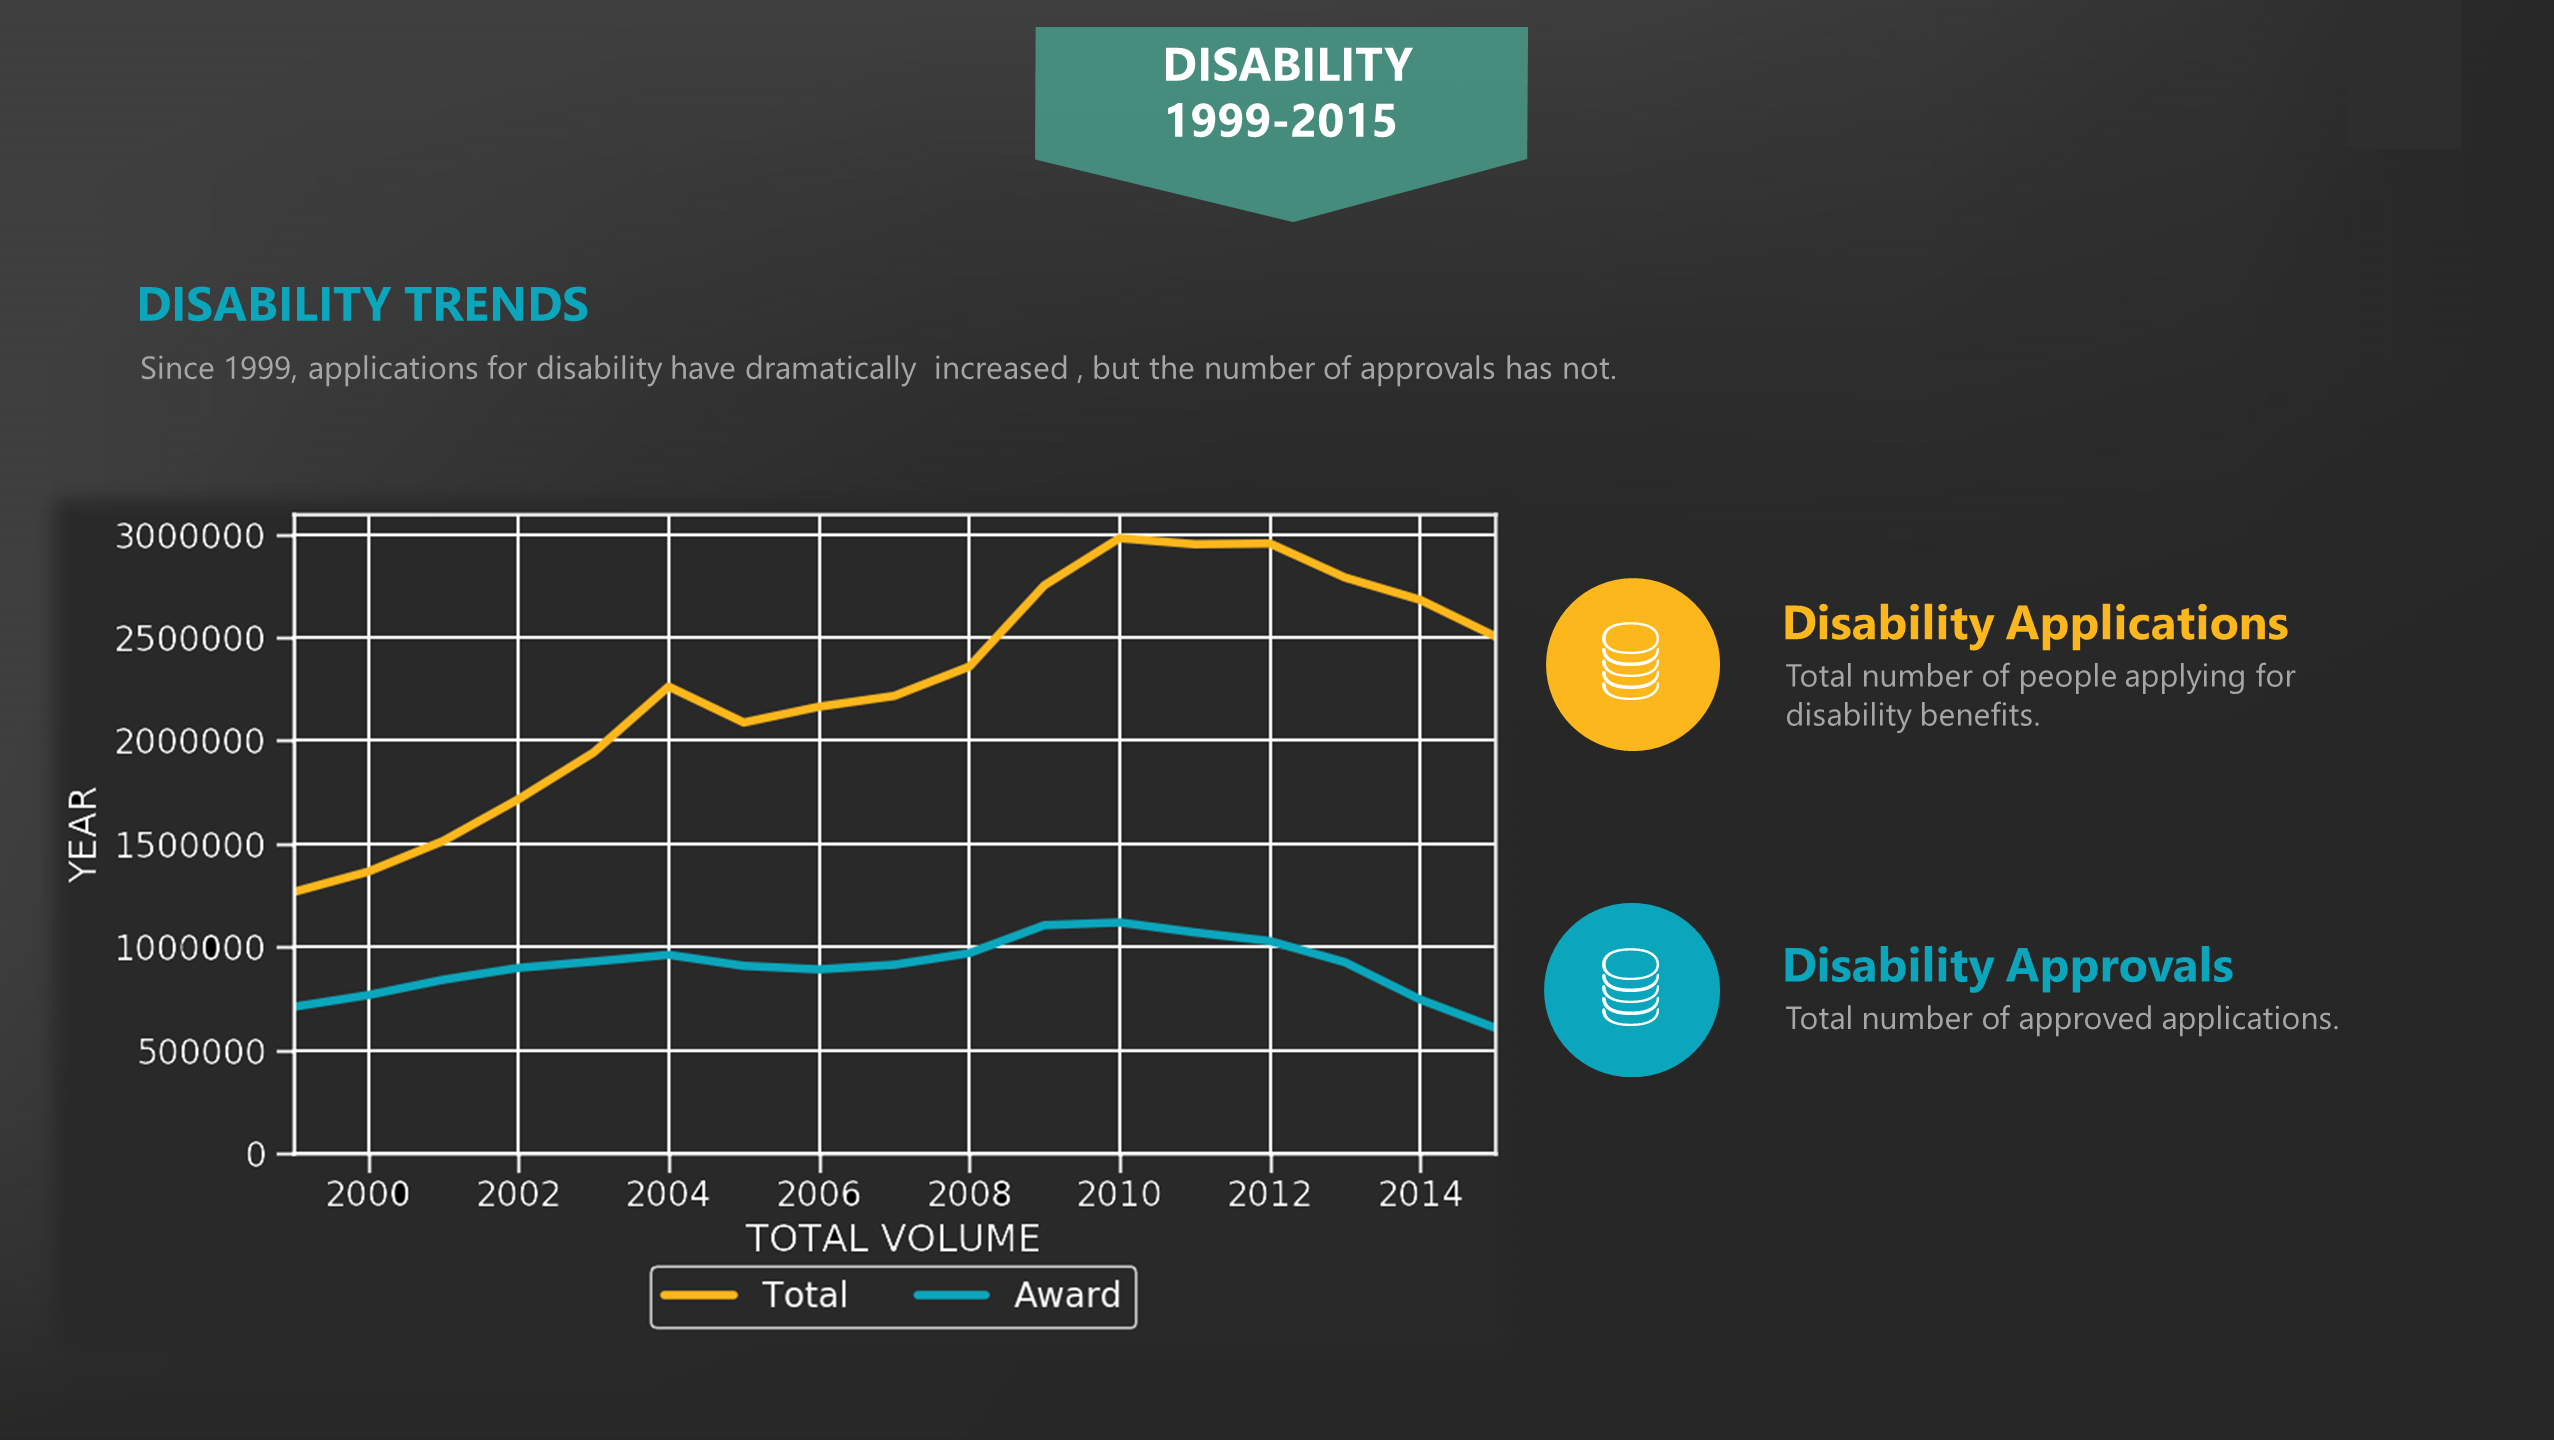 DISABILITY
1999-2015
DISABILITY TRENDS
Since 1999, applications for disability have dramatically  increased , but the number of approvals has not.
3000000
2500000
2000000
1500000
1000000
500000
0
YEAR
2000 2002 2004 2006 2008 2010 2012 2014
TOTAL VOLUME
Total Award
Disability Applications
Total number of people applying for
disability benefits.
Disability Approvals
Total number of approved applications.